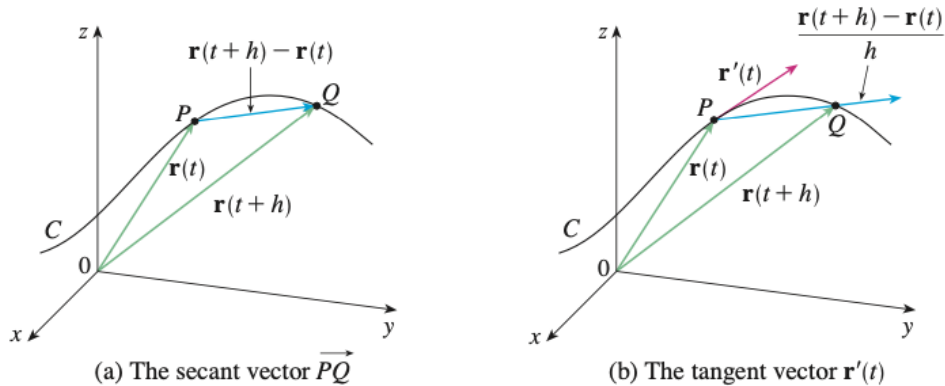 z
r(t + h) − r(t)
P
Q
r(t)
r(t + h)
C
0
x
y
(a) The secant vector PQ
z
r(t + h) − r(t)
h
r′(t)
P
Q
r(t)
r(t + h)
C
0
x
y
(b) The tangent vector r′(t)